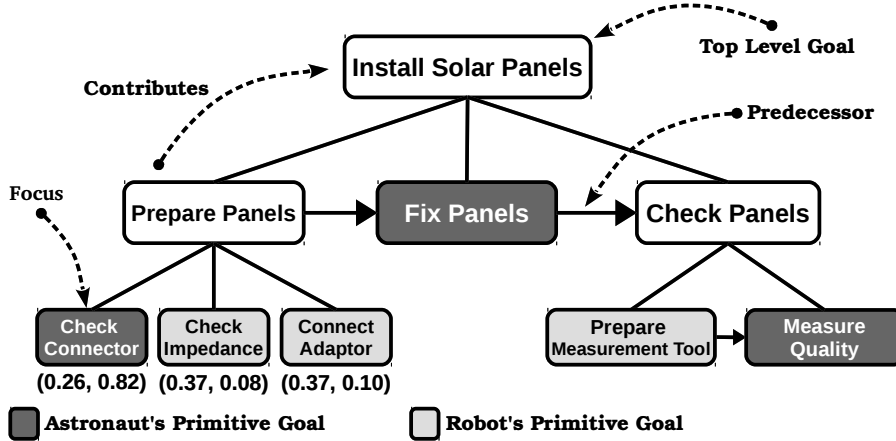 Install Solar Panels
Top Level Goal
Contributes
Predecessor
Focus
Prepare Panels
Fix Panels
Check Panels
Check
Connector
Check
Impedance
Connect
Adaptor
Prepare
Measurement Tool
Measure
Quality
(0.26, 0.82)
(0.37, 0.08)
(0.37, 0.10)
Astronaut's Primitive Goal
Robot's Primitive Goal